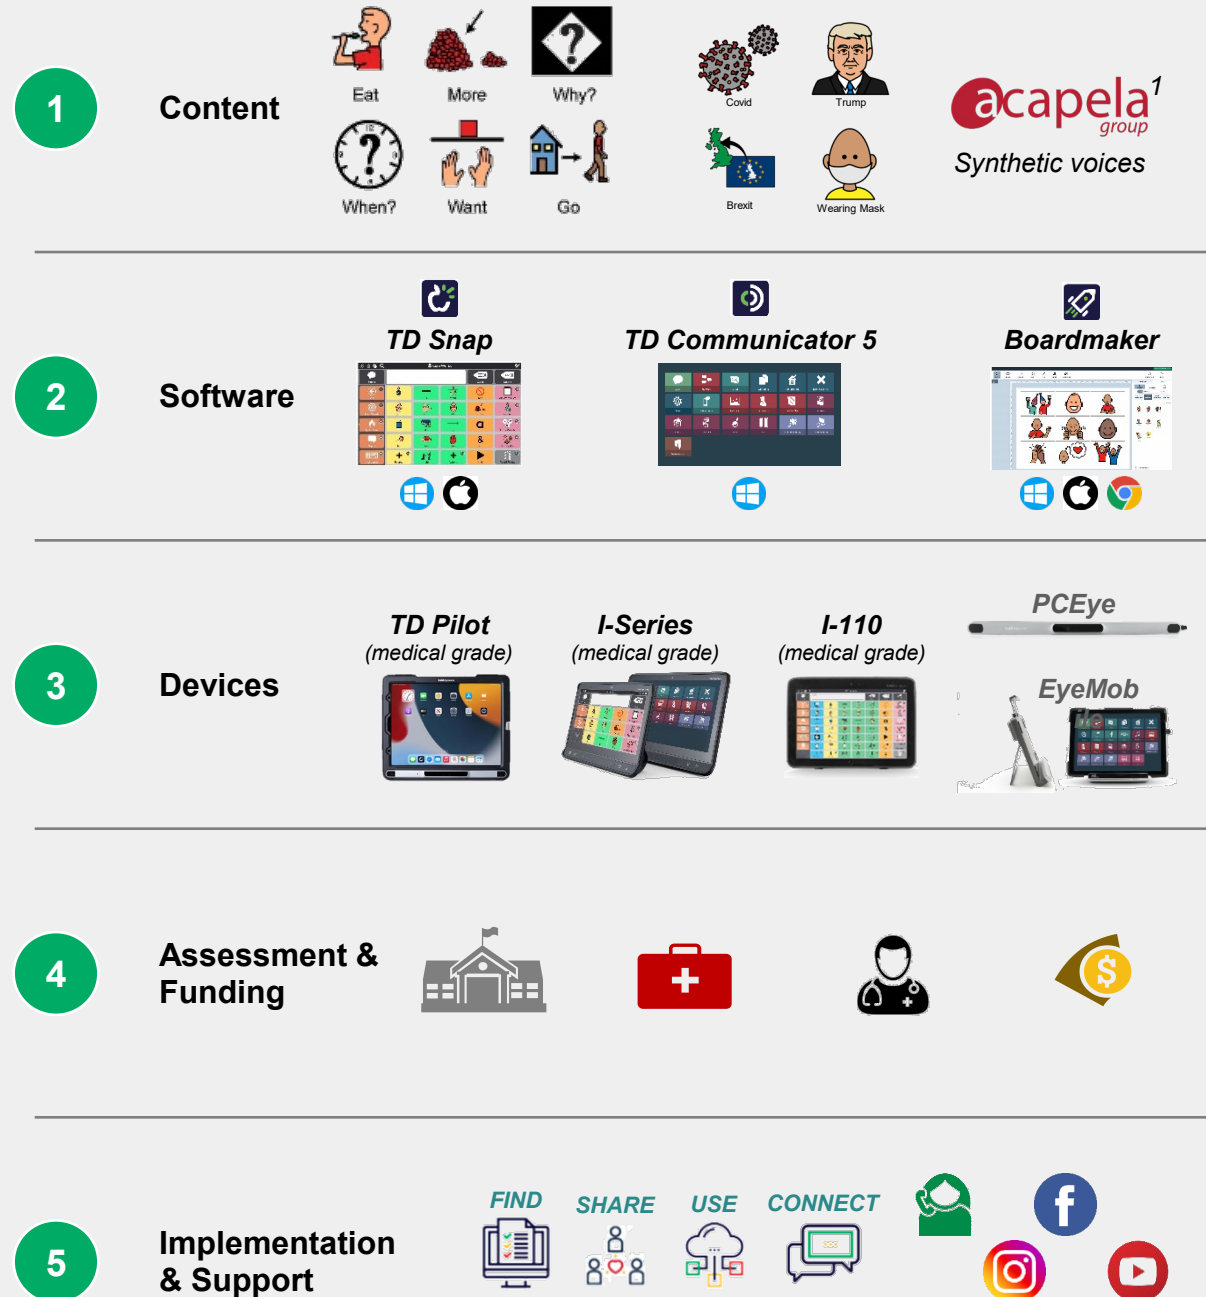 1
Content
Eat
More
Why?
When?
Want
Go
Covid
Trump
Brexit
Wearing Mask
acapela1
group
Synthetic voices
2
Software
TD Snap
TD Communicator 5
Boardmaker
3
Devices
TD Pilot
(medical grade)
I-Series
(medical grade)
I-110
(medical grade)
PCEye
EyeMob
4
Assessment &
Funding
$
5
Implementation
& Support
FIND
SHARE
USE
CONNECT